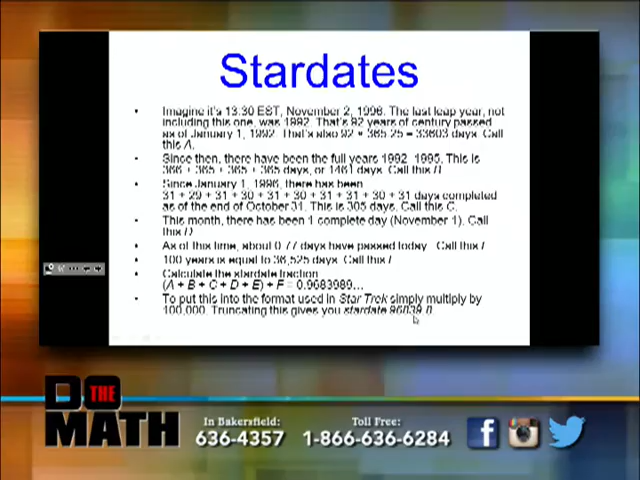 Stardates
• Imagine it's 13:30 EST, November 2, 1996. The last leap year, not
including this one, was 1992. That's 92 years of century passed
as of January 1, 1992. That's also 92 * 365.25 = 33603 days. Call
this A.
• Since then, there have been the full years 1992-1995. This is
366 + 365 + 365 + 365 days, or 1461 days. Call this
• Since January 1, 1996, there has been
31 + 29 + 31 + 30 + 31 + 30 + 31 + 31 + 30 + 31 days completed
as of the end of October 31. This is 305 days. Call this C.
• This month, there has been 1 complete day (November 1). Call
this D
• As of this time, about 0.77 days have passed today. Call this
• 100 years is equal to 36,525 days. Call this
• Calculate the stardate fraction
(A + B + C + D + E) ÷ F = 0.9683989...
• To put this into the format used in Star Trek simply multiply by
100,000. Truncating this gives you stardate
DO THE MATH
In Bakersfield:
636-4357
Toll Free:
1-866-636-6284